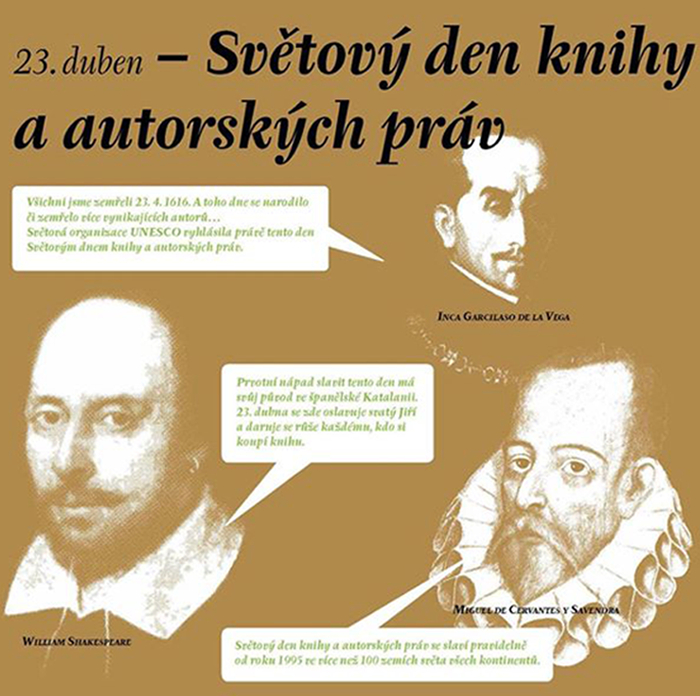 23. duben – Světový den knihy
a autorských práv
Všichni jsme zemřeli 23. 4. 1616. A toho dne se narodilo
či zemřelo více vynikajících autorů...
Světová organisace UNESCO vyhlásila právě tento den
Světovým dnem knihy a autorských práv.
INCA GARCILASO DE LA VEGA
Prvotní nápad slavit tento den má
svůj původ ve španělské Katalanii.
23. dubna se zde oslavuje svatý Jiří
a daruje se růže každému, kdo si
koupí knihu.
MIGUEL DE CERVANTES Y SAVENDRA
WILLIAM SHAKESPEARE
Světový den knihy a autorských práv se slaví pravidelně
od roku 1995 ve více než 100 zemích světa všech kontinentů.